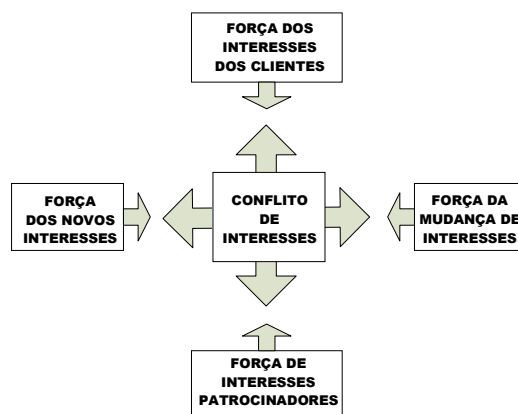 FORÇA DOS
INTERESSES
DOS CLIENTES
FORÇA
DOS NOVOS
INTERESSES
CONFLITO
DE
INTERESSES
FORÇA DA
MUDANÇA DE
INTERESSES
FORÇA DE
INTERESSES
PATROCINADORES